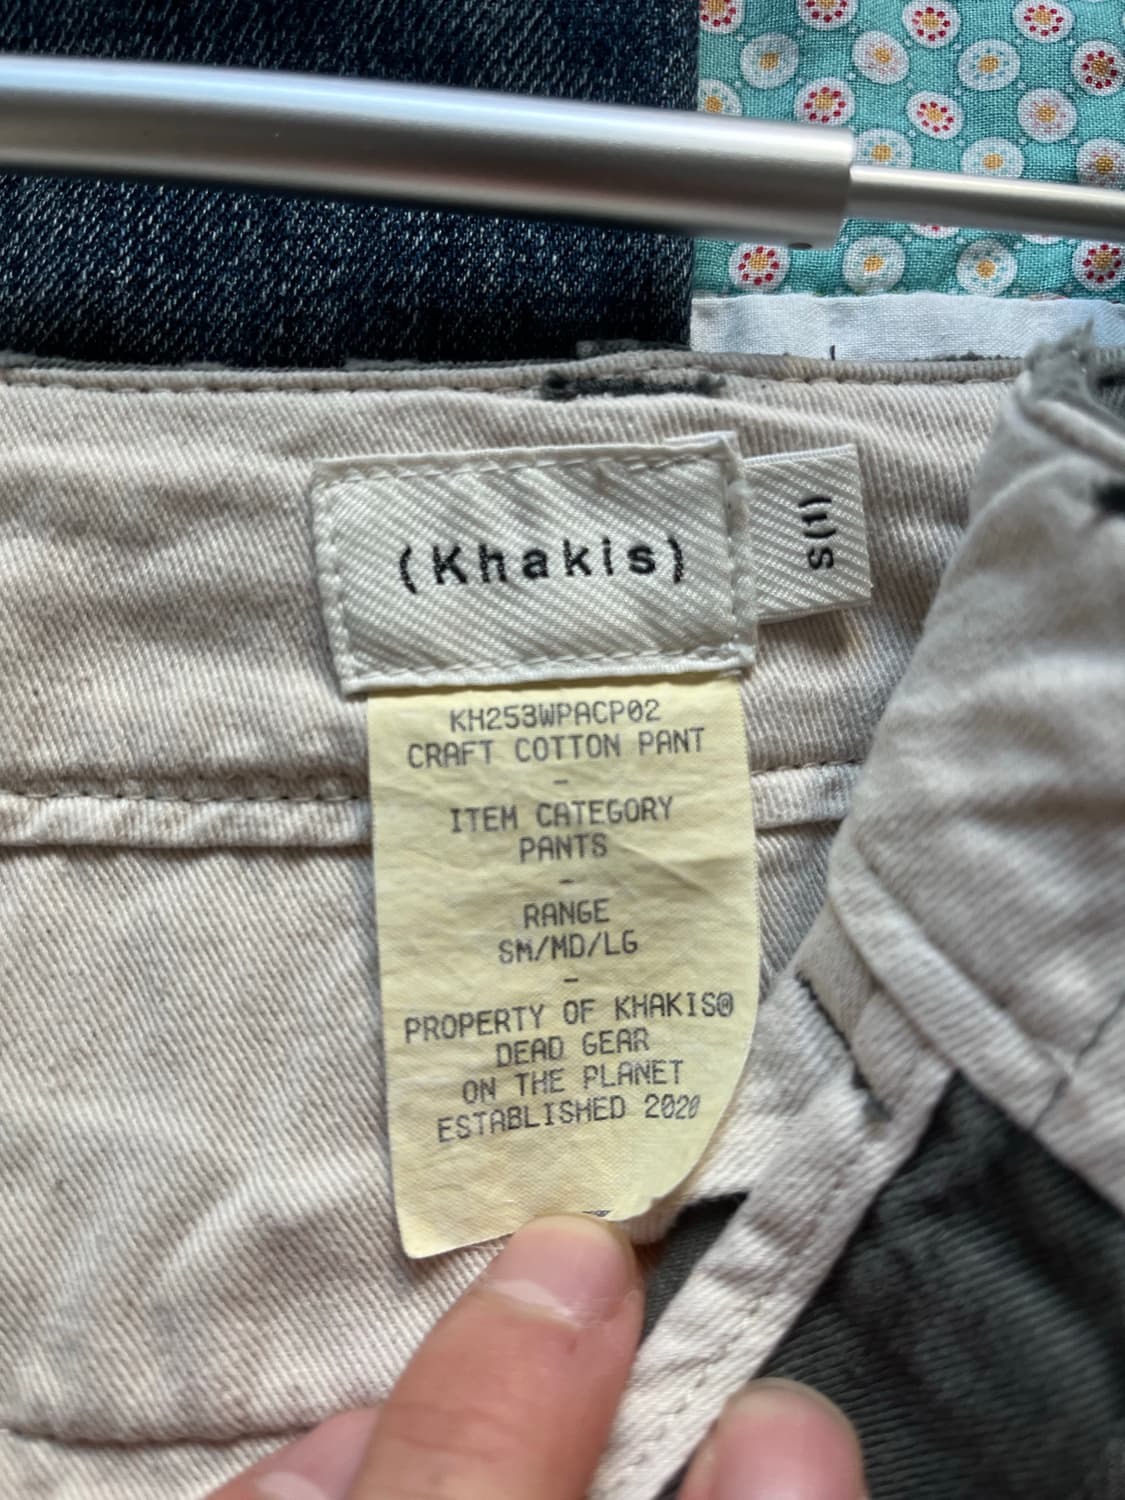 (Khakis)
S(II)
KH253WPACP02
CRAFT COTTON PANT
-
ITEM CATEGORY
PANTS
-
RANGE
SM/MD/LG
-
PROPERTY OF KHAKIS®
DEAD GEAR
ON THE PLANET
ESTABLISHED 2020